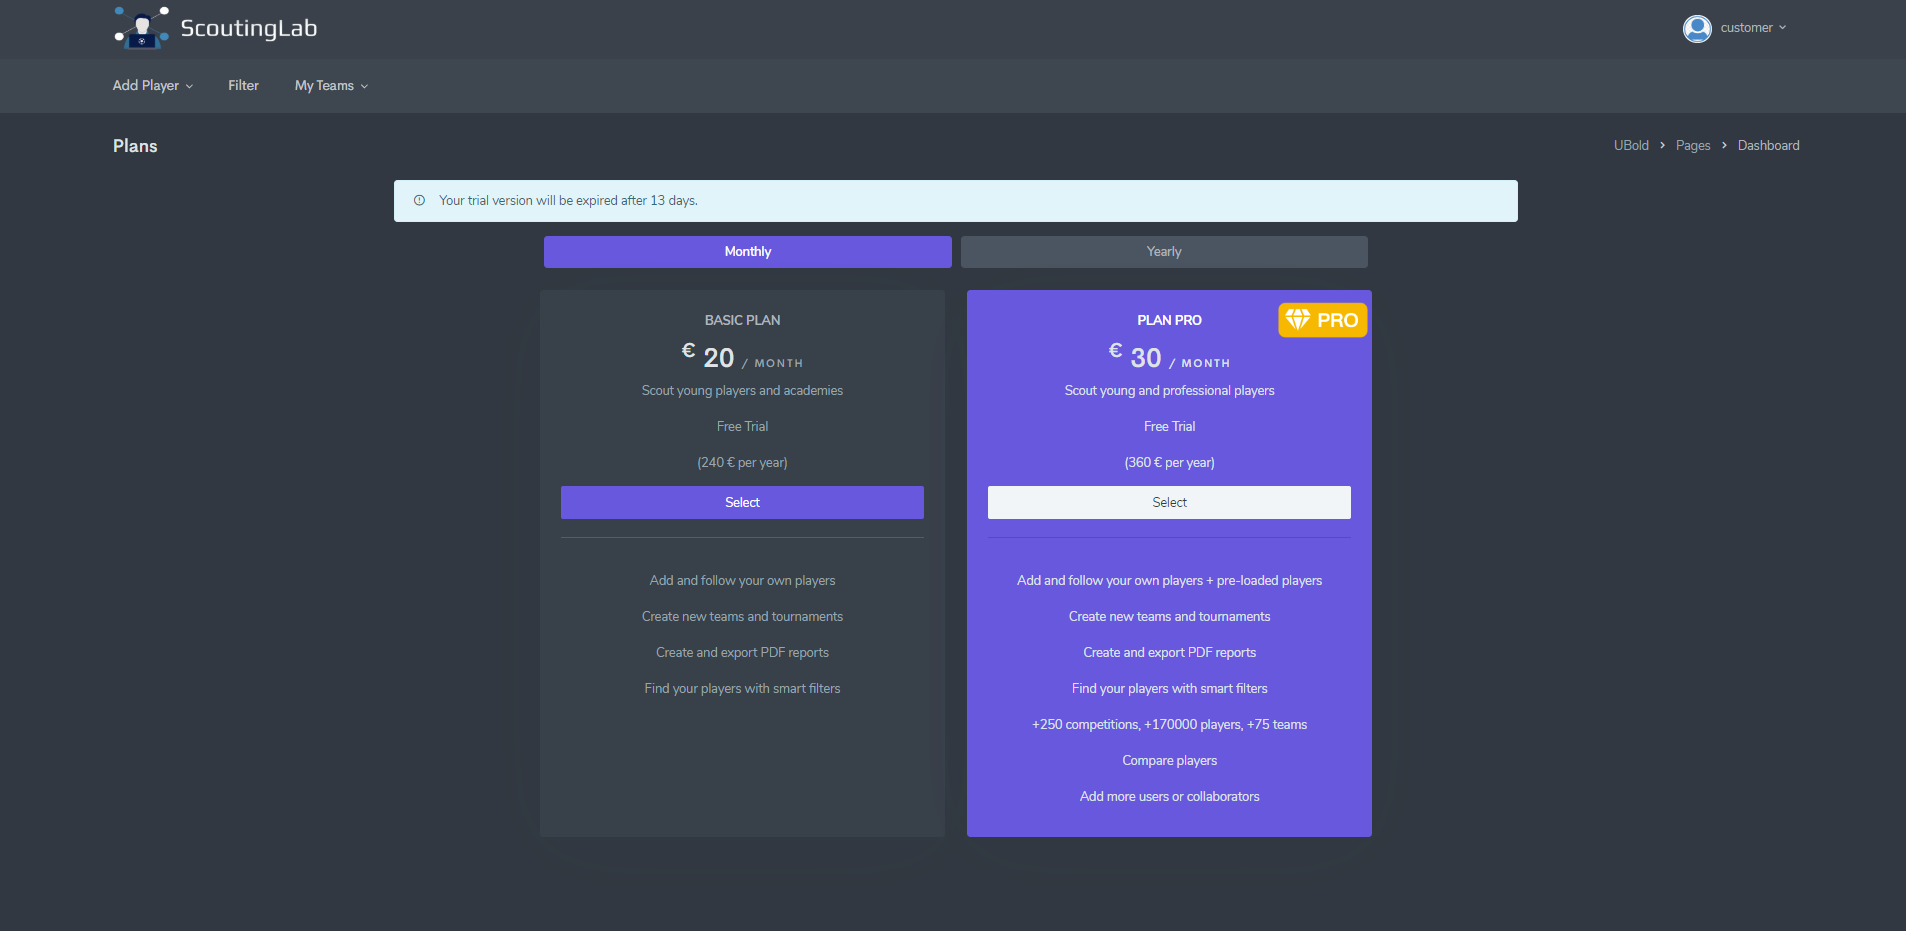 ScoutingLab
customer
Add Player
Filter
My Teams
Plans
UBold > Pages > Dashboard
Your trial version will be expired after 13 days.
Monthly
Yearly
BASIC PLAN
€ 20 / MONTH
Scout young players and academies
Free Trial
(240 € per year)
Select
Add and follow your own players
Create new teams and tournaments
Create and export PDF reports
Find your players with smart filters
PLAN PRO
PRO
€ 30 / MONTH
Scout young and professional players
Free Trial
(360 € per year)
Select
Add and follow your own players + pre-loaded players
Create new teams and tournaments
Create and export PDF reports
Find your players with smart filters
+250 competitions, +170000 players, +75 teams
Compare players
Add more users or collaborators